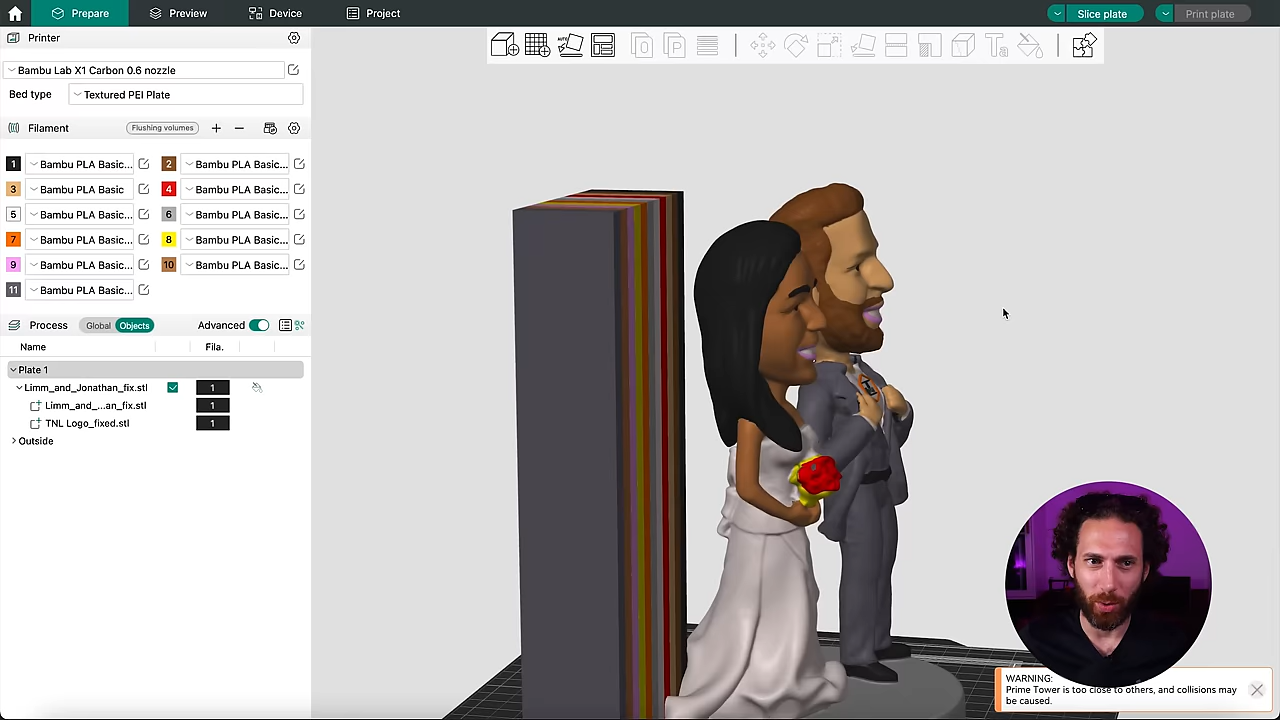 Prepare
Preview
Device
Project
Slice plate
Print plate
Printer
Bambu Lab X1 Carbon 0.6 nozzle
Bed type
Textured PEI Plate
Filament
Flushing volumes
1 Bambu PLA Basic...
2 Bambu PLA Basic...
3 Bambu PLA Basic
4 Bambu PLA Basic...
5 Bambu PLA Basic...
6 Bambu PLA Basic...
7 Bambu PLA Basic...
8 Bambu PLA Basic...
9 Bambu PLA Basic...
10 Bambu PLA Basic...
11 Bambu PLA Basic...
Process
Global
Objects
Advanced
Name
Fila.
Plate 1
Limm_and_Jonathan_fix.stl
1
Limm_and_...an_fix.stl
1
TNL Logo_fixed.stl
1
Outside
WARNING:
Prime Tower is too close to others, and collision may
be caused.